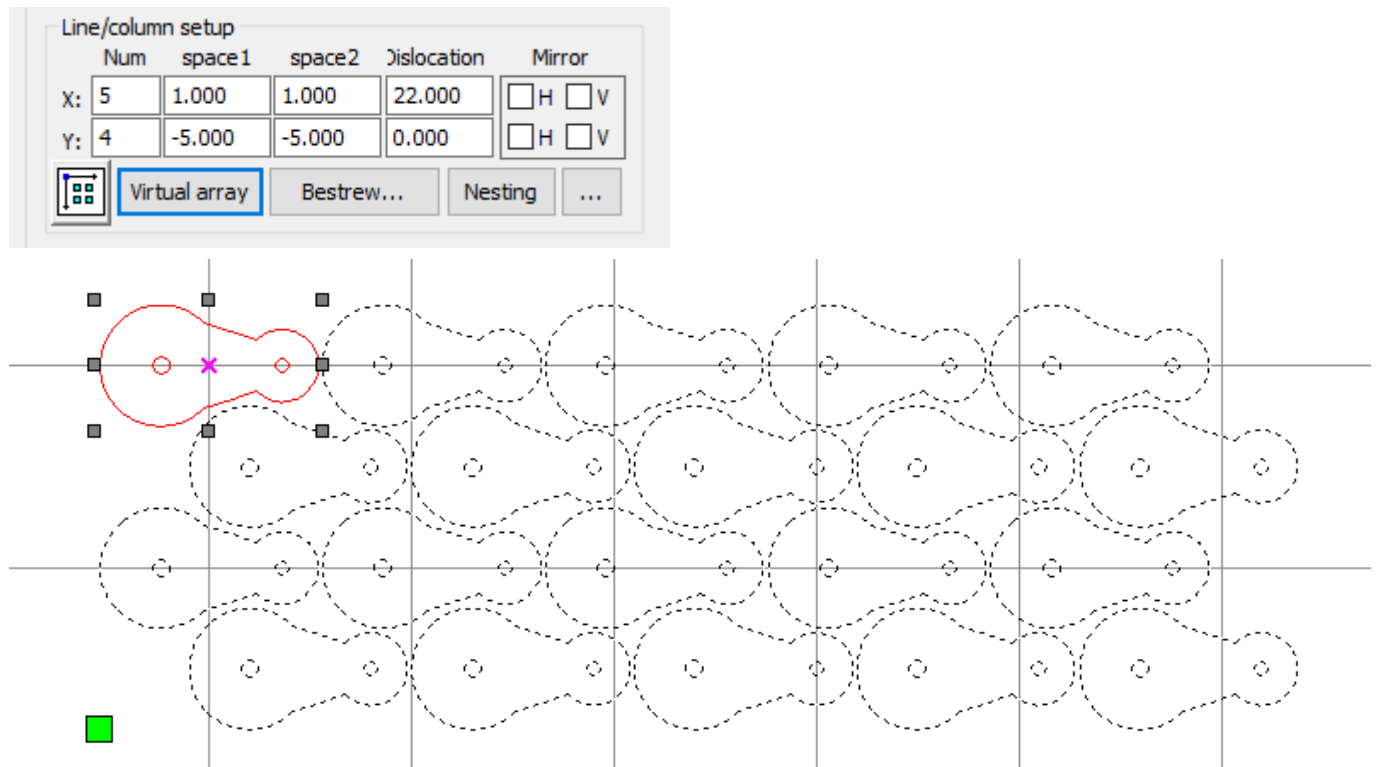 Line/column setup
Num space1 space2 Dislocation Mirror
X: 5 1.000 1.000 22.000 H V
Y: 4 -5.000 -5.000 0.000 H V
Virtual array Bestrew... Nesting ...